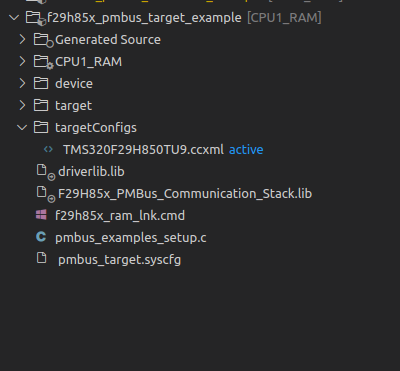 f29h85x_pmbus_target_example [CPU1_RAM]
Generated Source
CPU1_RAM
device
target
targetConfigs
TMS320F29H850TU9.ccxml active
driverlib.lib
F29H85x_PMBus_Communication_Stack.lib
f29h85x_ram_lnk.cmd
pmbus_examples_setup.c
pmbus_target.syscfg